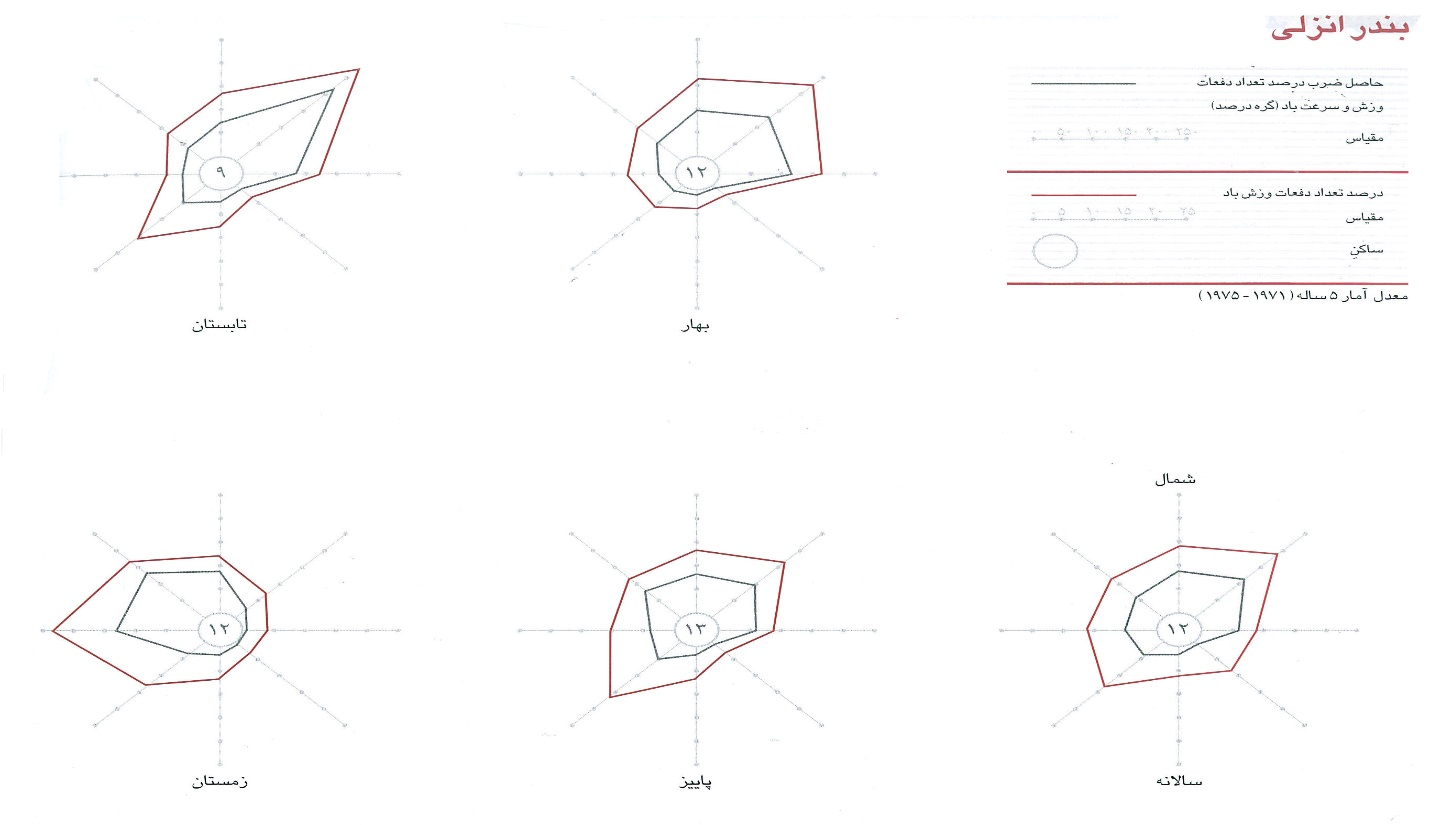 بندر انزلی
حاصل ضرب درصد تعداد دفعات
وزش و سرعت باد (گره درصد)
مقیاس
۰ ۵۰ ۱۰۰ ۱۵۰ ۲۰۰ ۲۵۰
درصد تعداد دفعات وزش باد
مقیاس
۰ ۵ ۱۰ ۱۵ ۲۰ ۲۵
ساکن
معدل آمار ۵ ساله (۱۹۷۱ - ۱۹۷۵)
۱۲
بهار
۹
تابستان
شمال
۱۲
سالانه
۱۳
پاییز
۱۲
زمستان